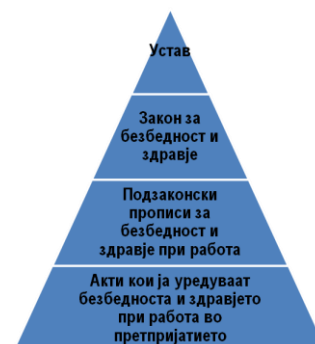 Устав
Закон за
безбедност и
здравје
Подзаконски
прописи за
безбедност и
здравје при работа
Акти кои ја уредуваат
безбедноста и здравјето
при работа во
претпријатието